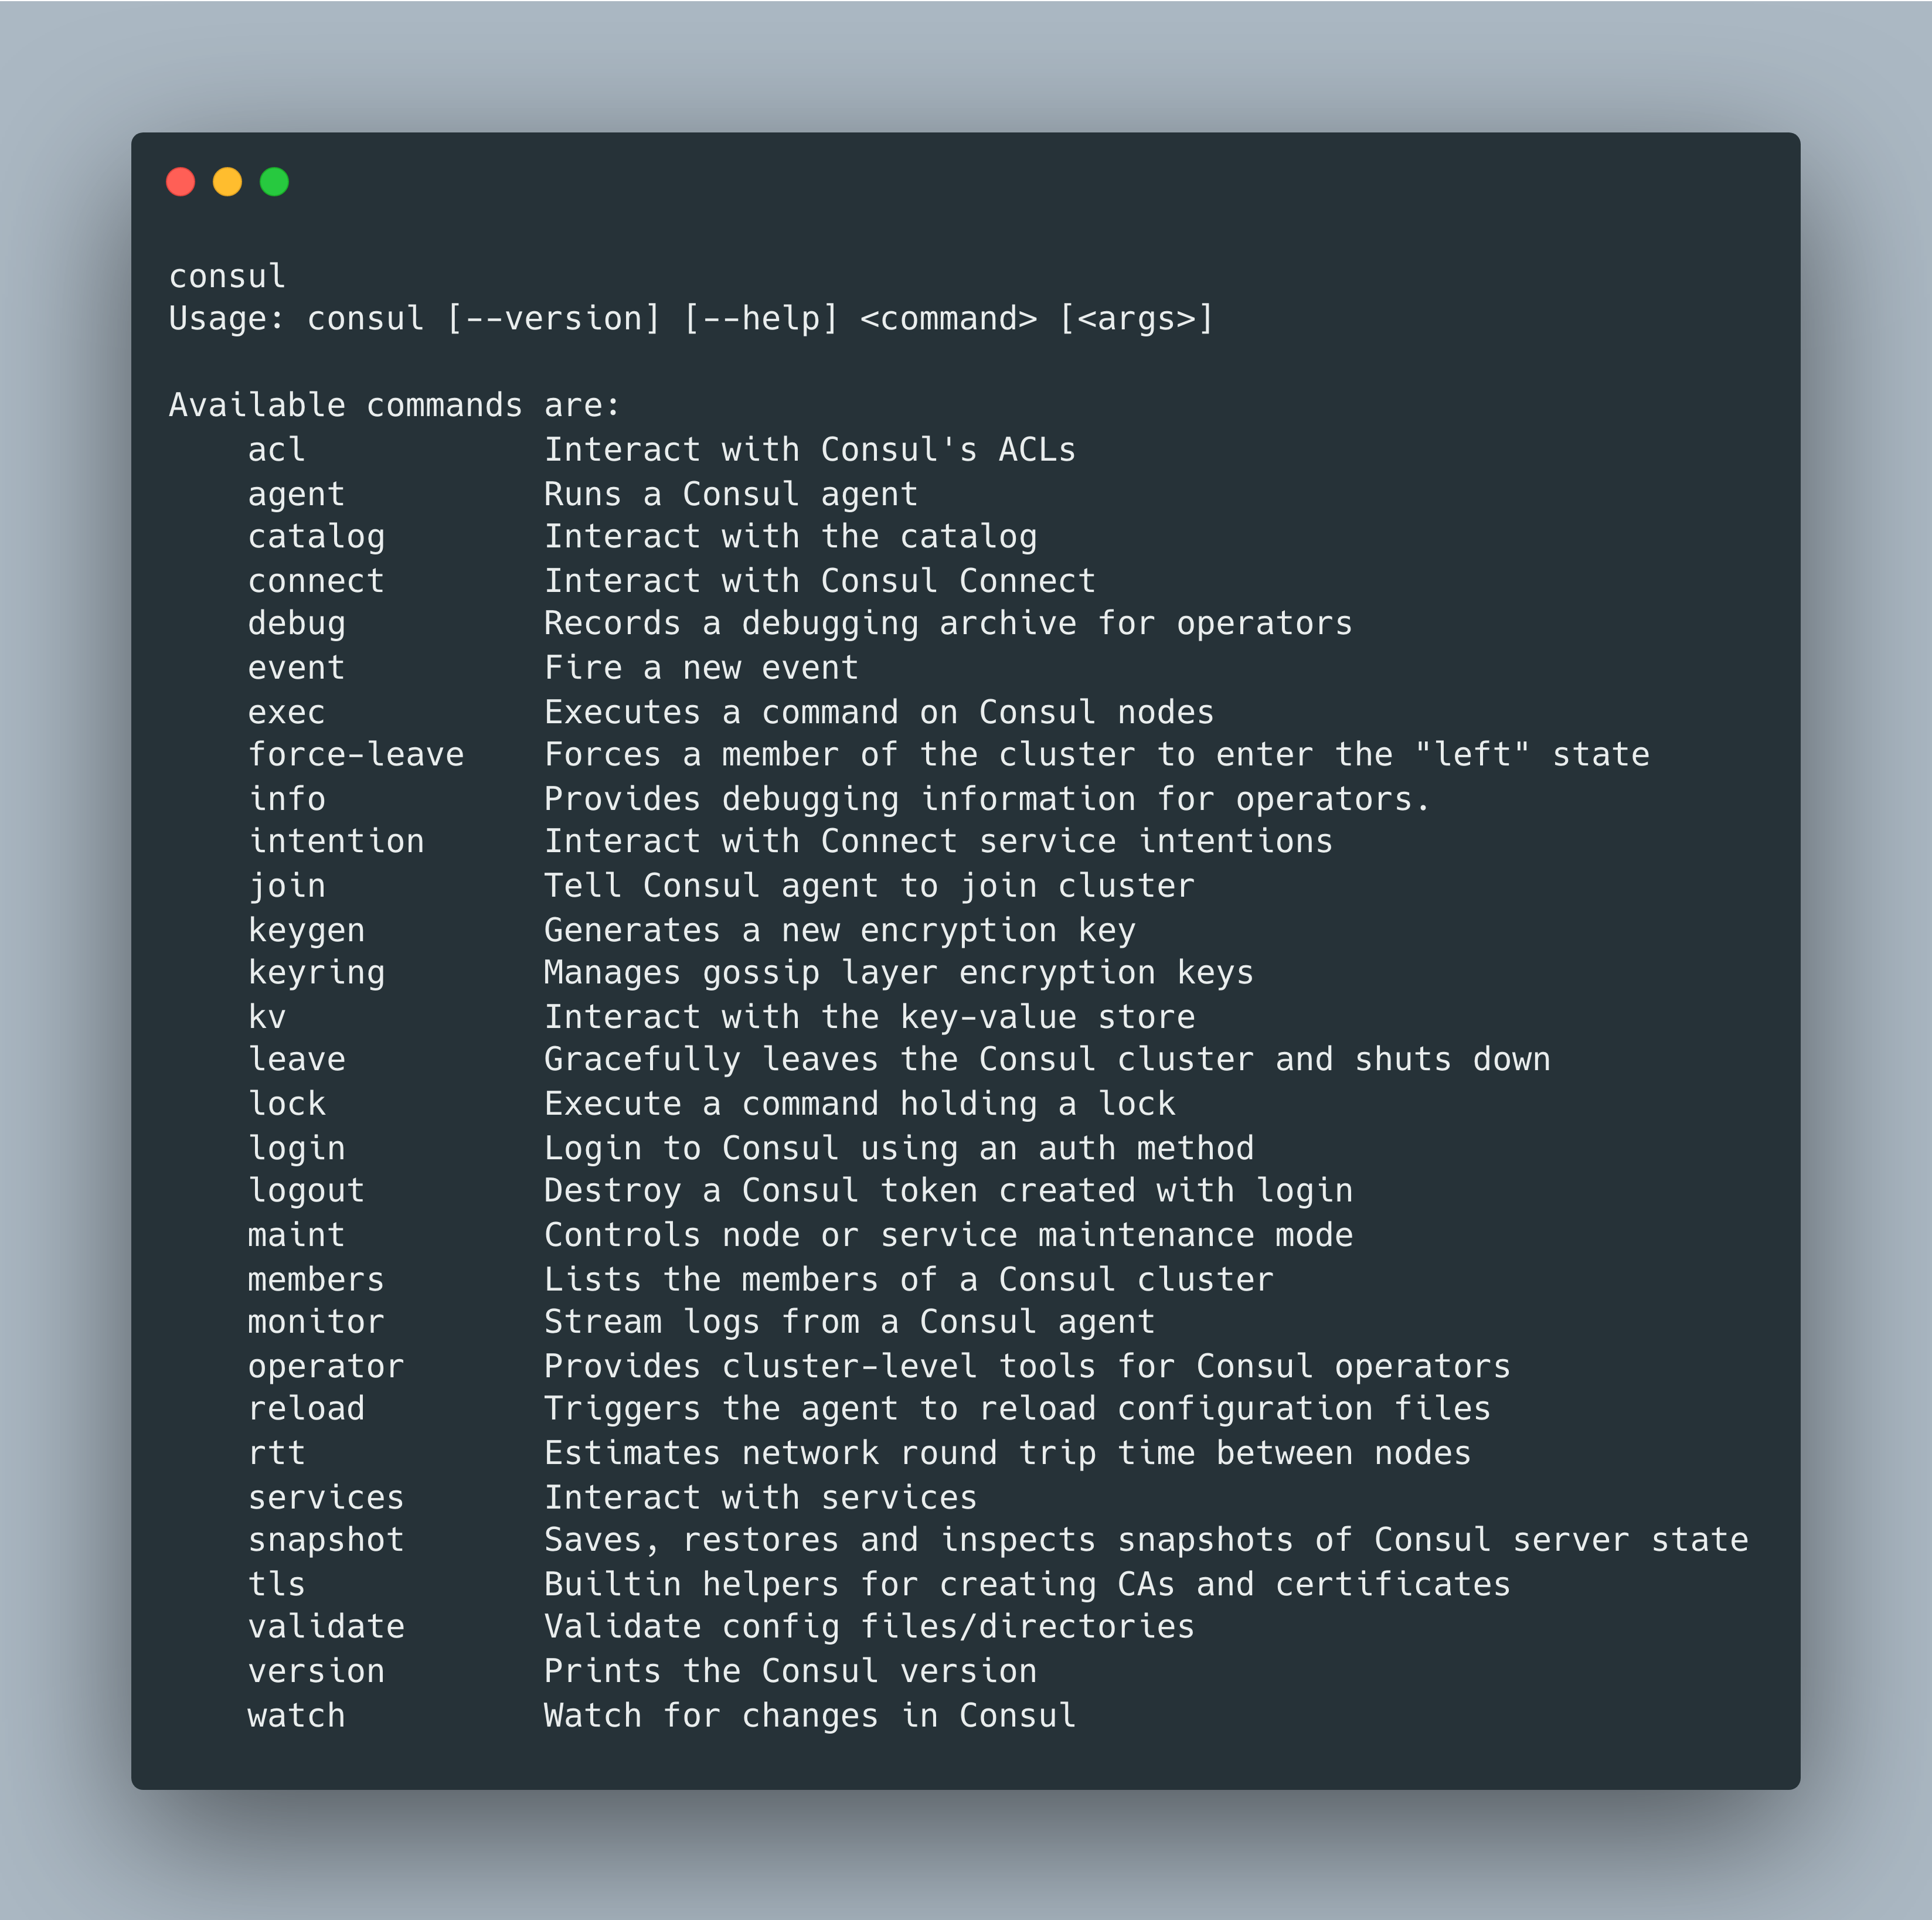 consul
Usage: consul [--version] [--help] <command> [<args>]

Available commands are:
    acl            Interact with Consul's ACLs
    agent          Runs a Consul agent
    catalog        Interact with the catalog
    connect        Interact with Consul Connect
    debug          Records a debugging archive for operators
    event          Fire a new event
    exec           Executes a command on Consul nodes
    force-leave    Forces a member of the cluster to enter the "left" state
    info           Provides debugging information for operators.
    intention      Interact with Connect service intentions
    join           Tell Consul agent to join cluster
    keygen         Generates a new encryption key
    keyring        Manages gossip layer encryption keys
    kv             Interact with the key-value store
    leave          Gracefully leaves the Consul cluster and shuts down
    lock           Execute a command holding a lock
    login          Login to Consul using an auth method
    logout         Destroy a Consul token created with login
    maint          Controls node or service maintenance mode
    members        Lists the members of a Consul cluster
    monitor        Stream logs from a Consul agent
    operator       Provides cluster-level tools for Consul operators
    reload         Triggers the agent to reload configuration files
    rtt            Estimates network round trip time between nodes
    services       Interact with services
    snapshot       Saves, restores and inspects snapshots of Consul server state
    tls            Builtin helpers for creating CAs and certificates
    validate       Validate config files/directories
    version        Prints the Consul version
    watch          Watch for changes in Consul